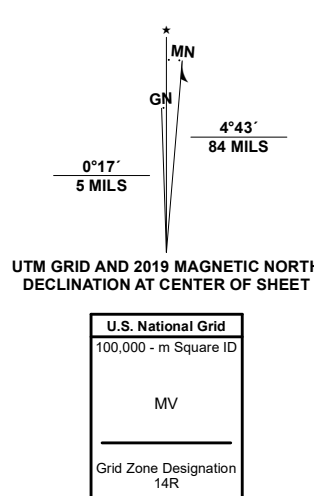 ★
MN
GN
4°43´
84 MILS
0°17´
5 MILS
UTM GRID AND 2019 MAGNETIC NORTH
DECLINATION AT CENTER OF SHEET
U.S. National Grid
100,000 - m Square ID
MV
Grid Zone Designation
14R